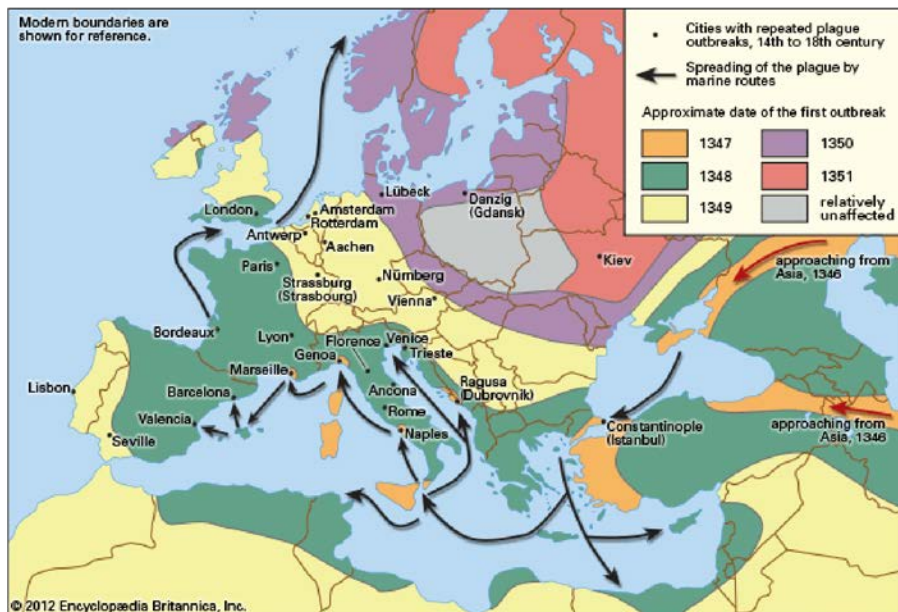 Modern boundaries are
shown for reference.
Cities with repeated plague
outbreaks, 14th to 18th century
Spreading of the plague by
marine routes
Approximate date of the first outbreak
1347
1350
1348
1351
1349
relatively
unaffected
Lübeck
Danzig
(Gdansk)
London
Amsterdam
Rotterdam
Antwerp
Aachen
Kiev
Paris
Nürnberg
Strassburg
(Strasbourg)
Vienna
approaching from
Asia, 1346
Bordeaux
Lyon
Florence
Venice
Trieste
Genoa
Marseille
Lisbon
Barcelona
Ancona
Ragusa
(Dubrovnik)
Valencia
Rome
Constantinople
(Istanbul)
approaching from
Asia, 1346
Seville
Naples
© 2012 Encyclopædia Britannica, Inc.